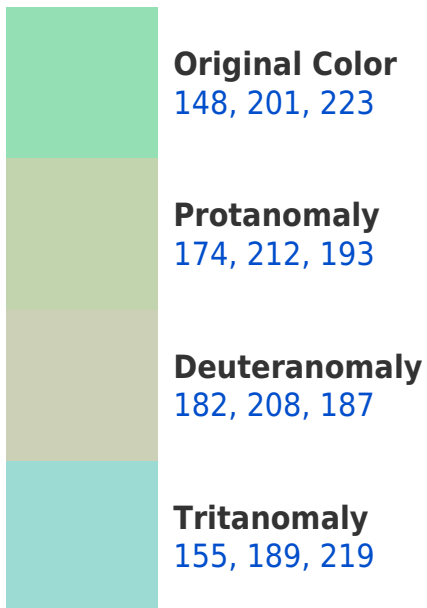 Original Color
148, 201, 223
Protanomaly
174, 212, 193
Deuteranomaly
182, 208, 187
Tritanomaly
155, 189, 219